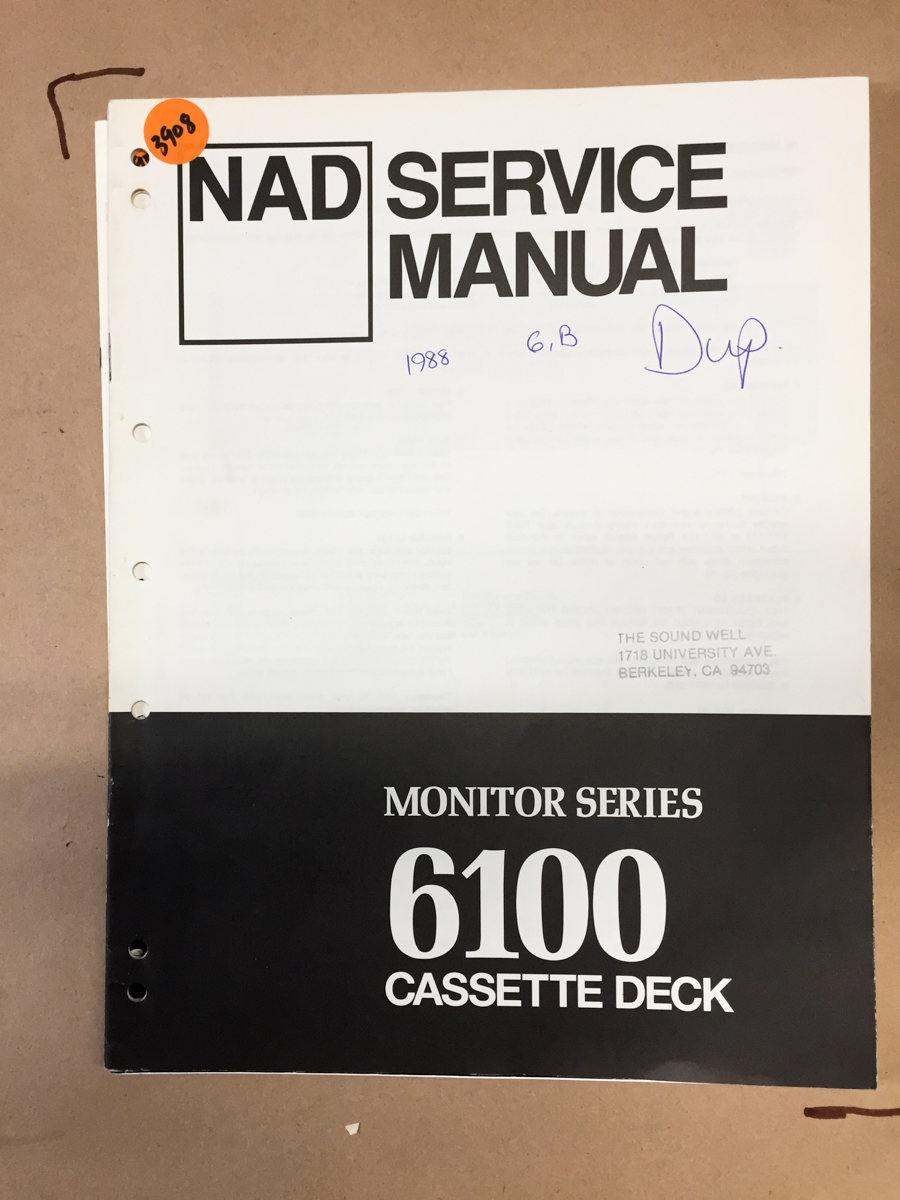 3908
NAD SERVICE
MANUAL
1988 6,B Dup.
THE SOUND WELL
1718 UNIVERSITY AVE.
BERKELEY, CA 94703
MONITOR SERIES
6100
CASSETTE DECK